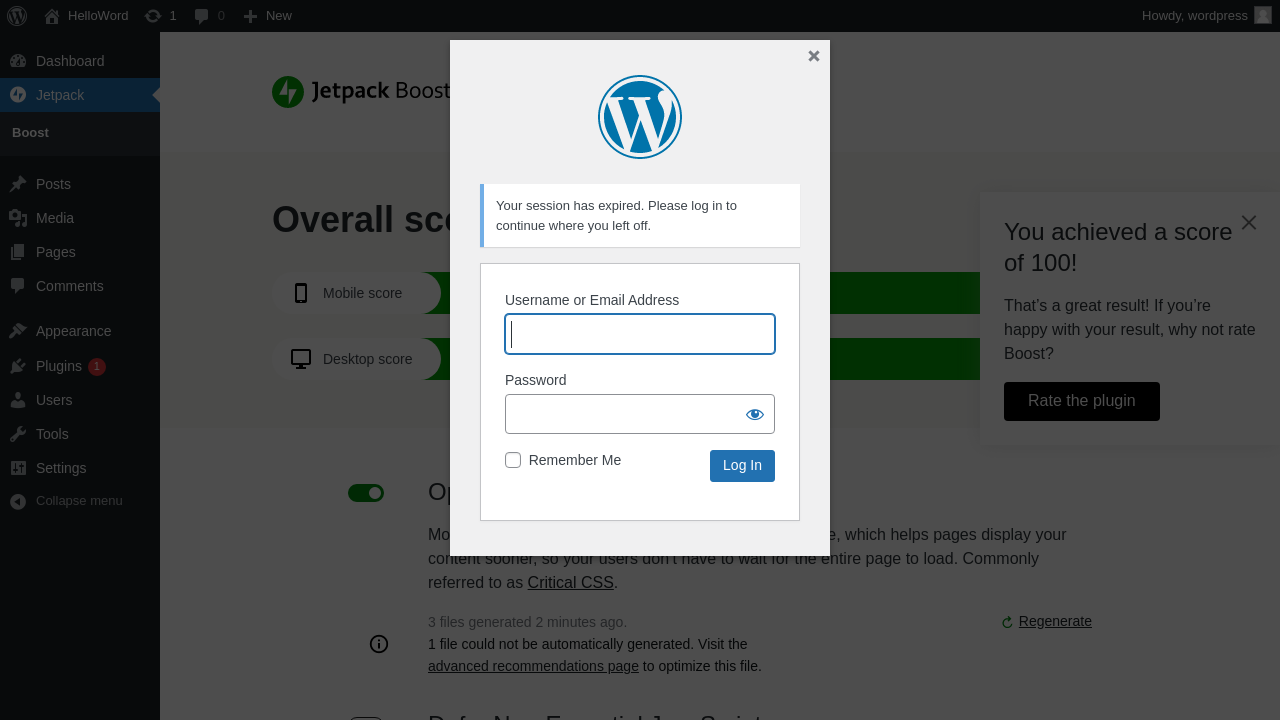 HelloWord
1
0
New
Howdy, wordpress
Dashboard
Jetpack
Boost
Posts
Media
Pages
Comments
Appearance
Plugins 1
Users
Tools
Settings
Collapse menu
Jetpack Boost
Overall sco
Mobile score
Desktop score
Your session has expired. Please log in to
continue where you left off.
Username or Email Address
Password
Remember Me
Log In
You achieved a score
of 100!
That’s a great result! If you’re
happy with your result, why not rate
Boost?
Rate the plugin
Op
Mo
e, which helps pages display your
content sooner, so your users don’t have to wait for the entire page to load. Commonly
referred to as Critical CSS.
3 files generated 2 minutes ago.
Regenerate
1 file could not be automatically generated. Visit the
advanced recommendations page to optimize this file.
Defer Non-Essential JavaScript